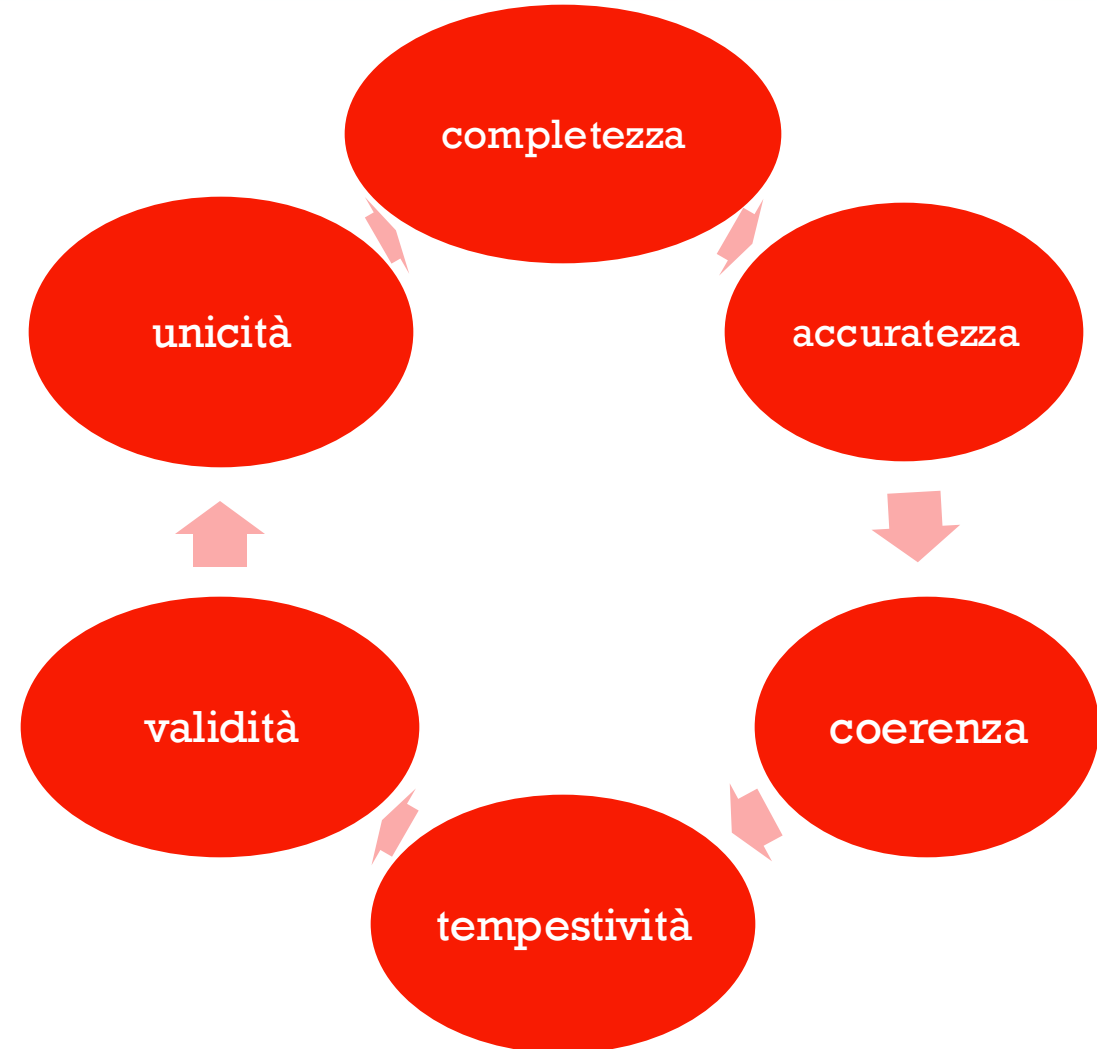 completezza
accuratezza
coerenza
tempestività
validità
unicità